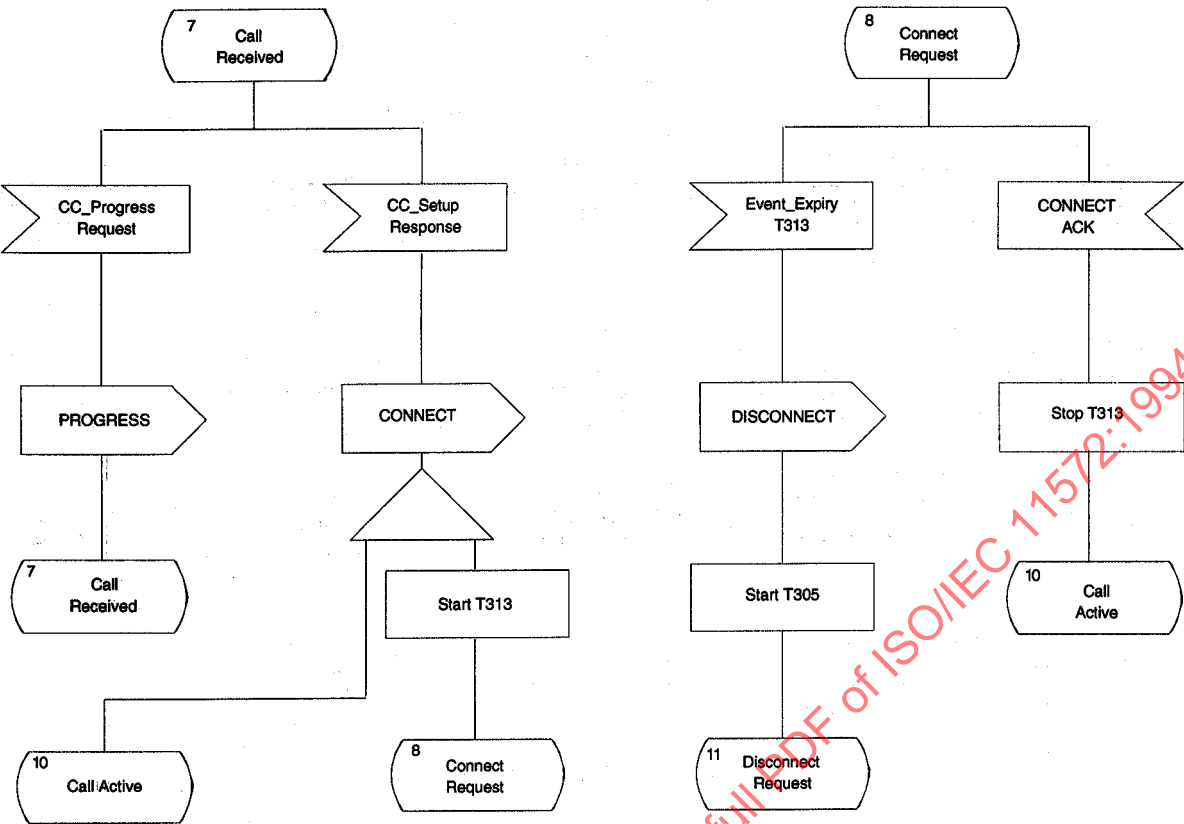 7
Call
Received
CC_Progress
Request
CC_Setup
Response
PROGRESS
CONNECT
7
Call
Received
Start T313
10
Call Active
8
Connect
Request
8
Connect
Request
Event_Expiry
T313
CONNECT
ACK
DISCONNECT
Stop T313
Start T305
10
Call
Active
11
Disconnect
Request
full PDF of ISO/IEC 11572:1994